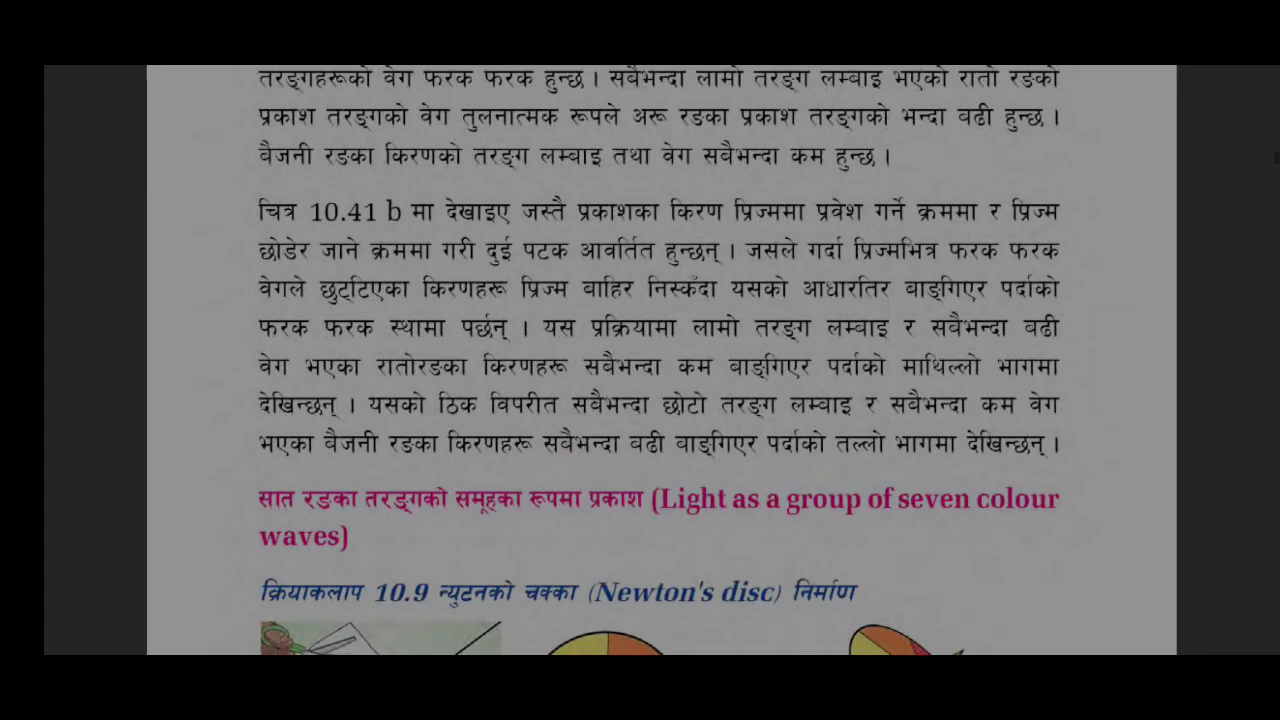 तरङ्गहरूको वेग फरक फरक हुन्छ । सबैभन्दा लामो तरङ्ग लम्बाइ भएको रातो रङको
प्रकाश तरङ्गको वेग तुलनात्मक रूपले अरू रङका प्रकाश तरङ्गको भन्दा बढी हुन्छ ।
बैजनी रङका किरणको तरङ्ग लम्बाइ तथा वेग सबैभन्दा कम हुन्छ ।
चित्र 10.41 b मा देखाइए जस्तै प्रकाशका किरण प्रिज्ममा प्रवेश गर्ने क्रममा र प्रिज्म
छोडेर जाने क्रममा गरी दुई पटक आवर्तित हुन्छन् । जसले गर्दा प्रिज्मभित्र फरक फरक
वेगले छुट्टिएका किरणहरू प्रिज्म बाहिर निस्कँदा यसको आधारतिर बाङ्गिएर पर्दाको
फरक फरक स्थामा पर्छन् । यस प्रक्रियामा लामो तरङ्ग लम्बाइ र सबैभन्दा बढी
वेग भएका रातोरङका किरणहरू सबैभन्दा कम बाङ्गिएर पर्दाको माथिल्लो भागमा
देखिन्छन् । यसको ठिक विपरीत सबैभन्दा छोटो तरङ्ग लम्बाइ र सबैभन्दा कम वेग
भएका बैजनी रङका किरणहरू सबैभन्दा बढी बाङ्गिएर पर्दाको तल्लो भागमा देखिन्छन् ।
सात रङका तरङ्गको समूहका रूपमा प्रकाश (Light as a group of seven colour
waves)
क्रियाकलाप 10.9 न्युटनको चक्का (Newton's disc) निर्माण